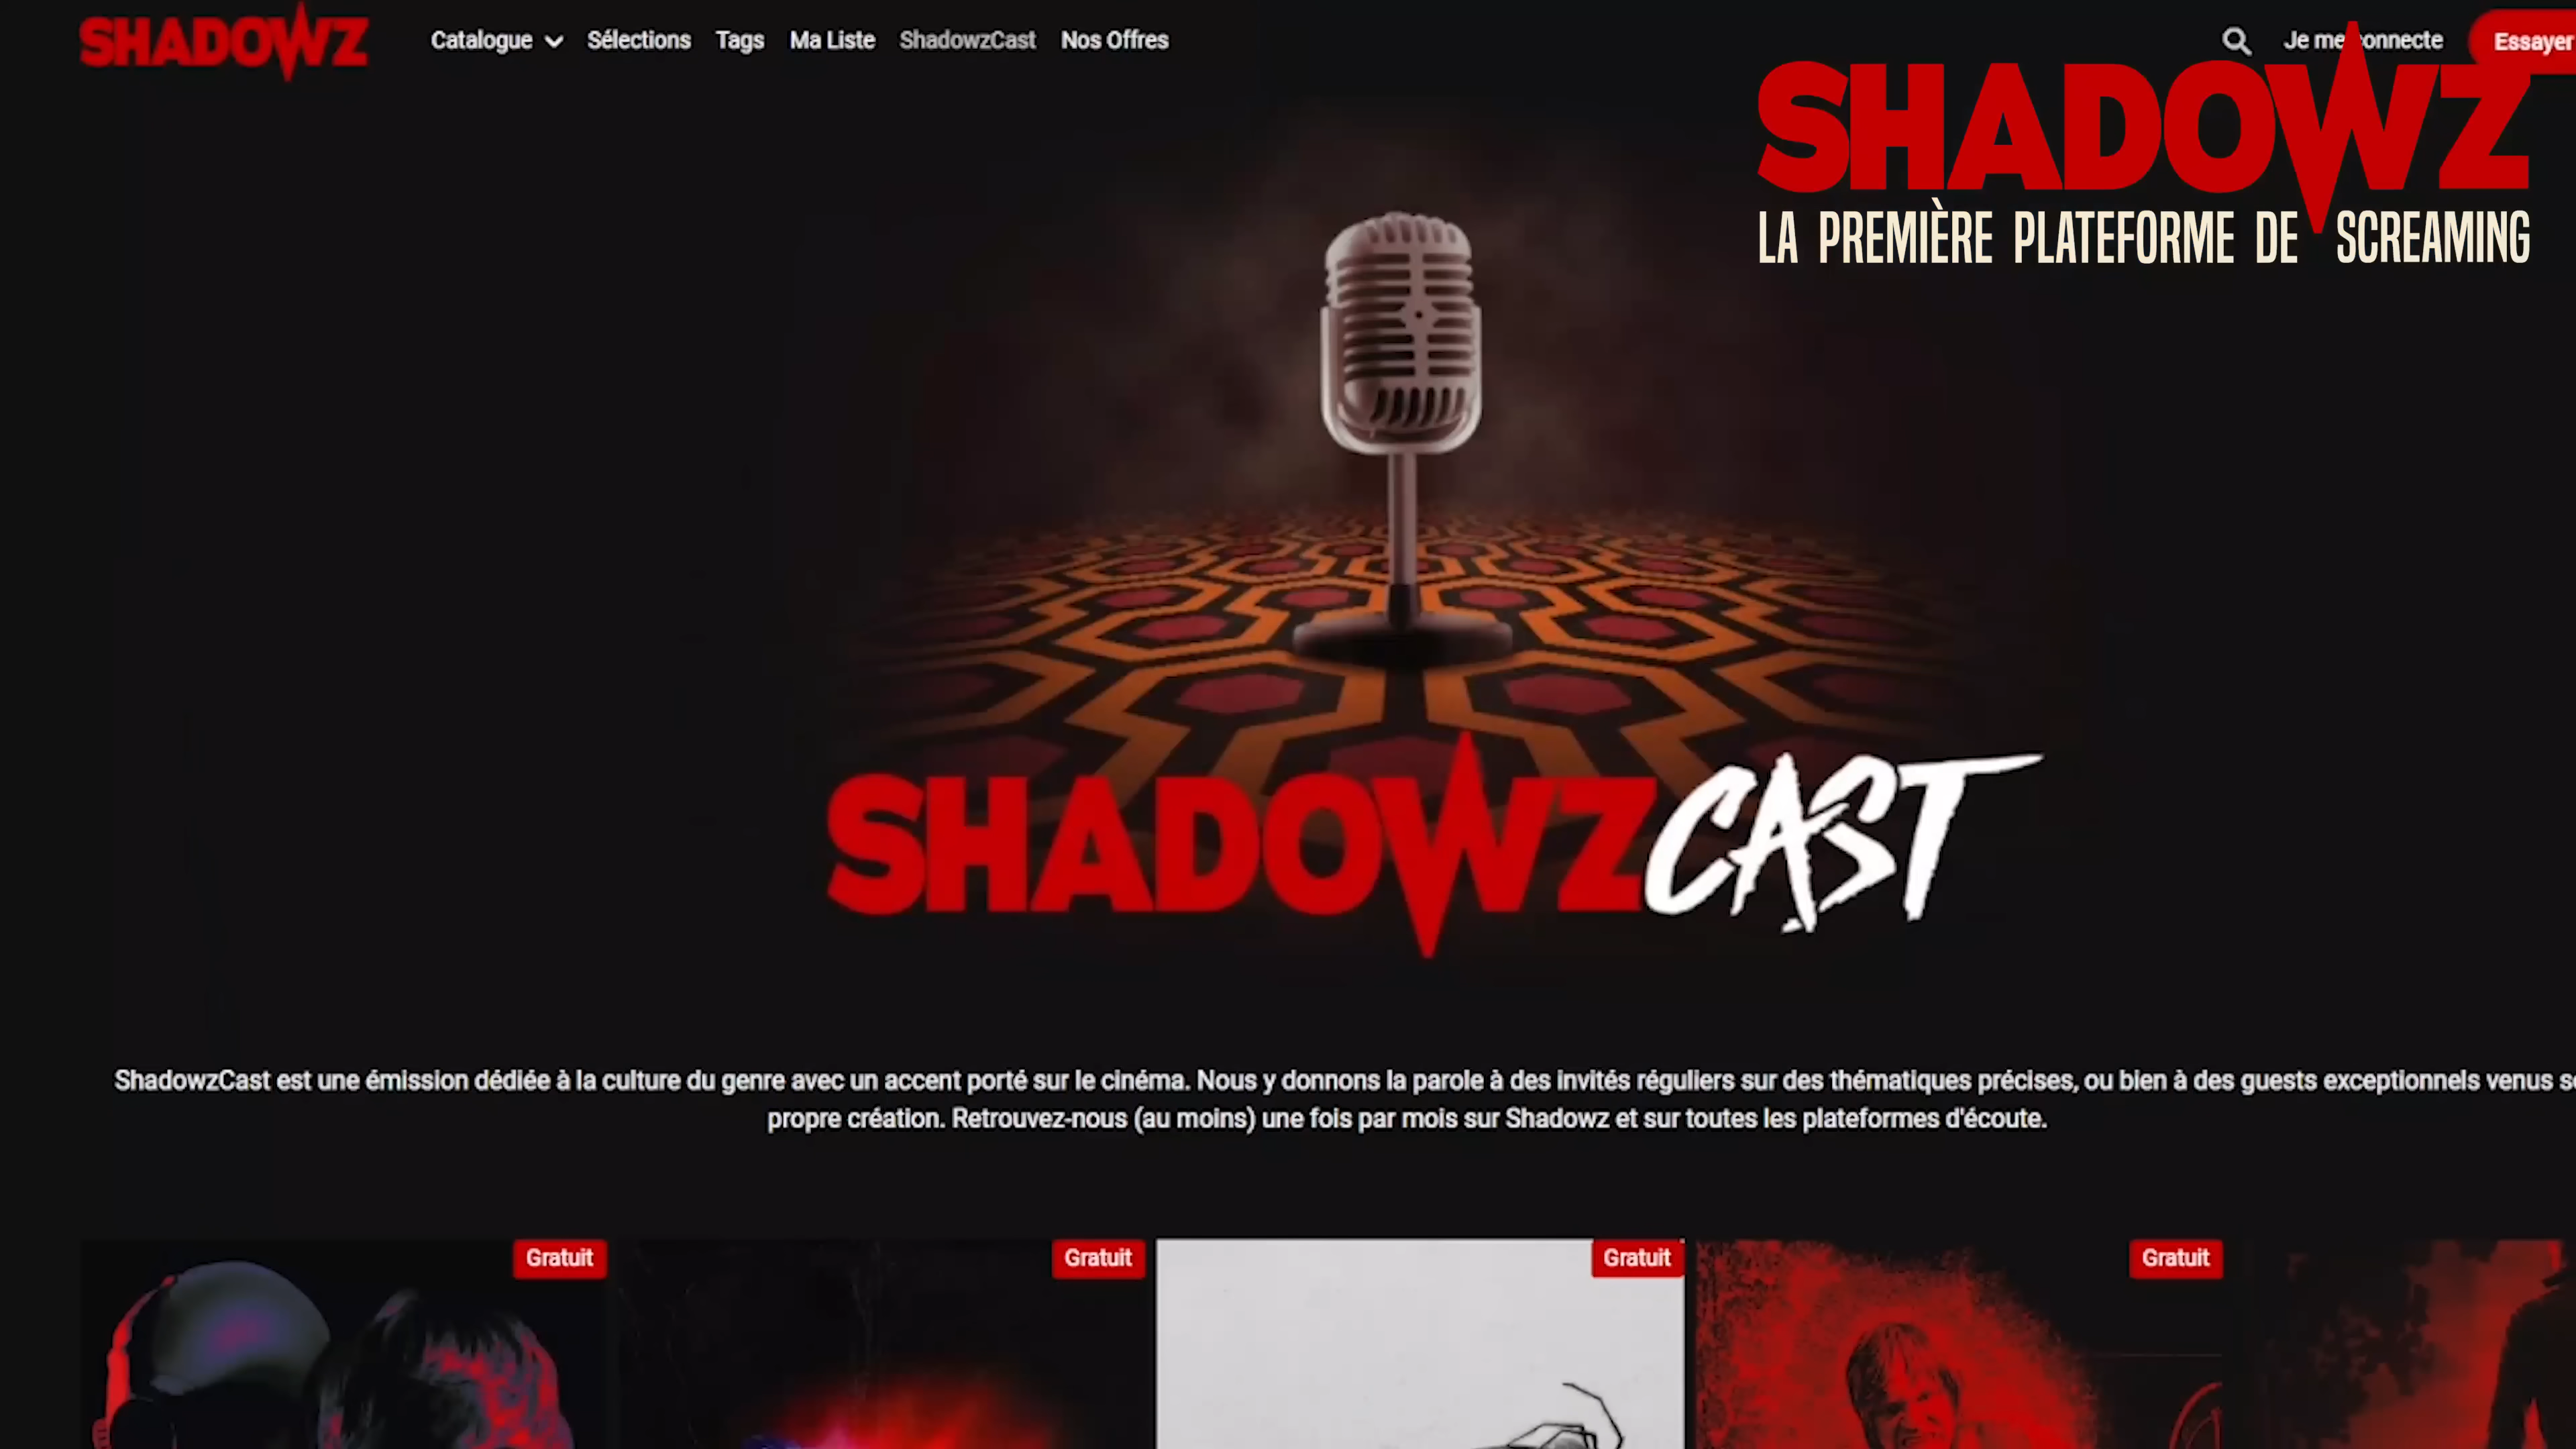 SHADOWZ
Catalogue Sélections Tags Ma Liste ShadowzCast Nos Offres
Je me connecte Essayer
SHADOWZ
LA PREMIÈRE PLATEFORME DE SCREAMING
SHADOWZCAST
ShadowzCast est une émission dédiée à la culture du genre avec un accent porté sur le cinéma. Nous y donnons la parole à des invités réguliers sur des thématiques précises, ou bien à des guests exceptionnels venus
propre création. Retrouvez-nous (au moins) une fois par mois sur Shadowz et sur toutes les plateformes d'écoute.
Gratuit Gratuit Gratuit Gratuit